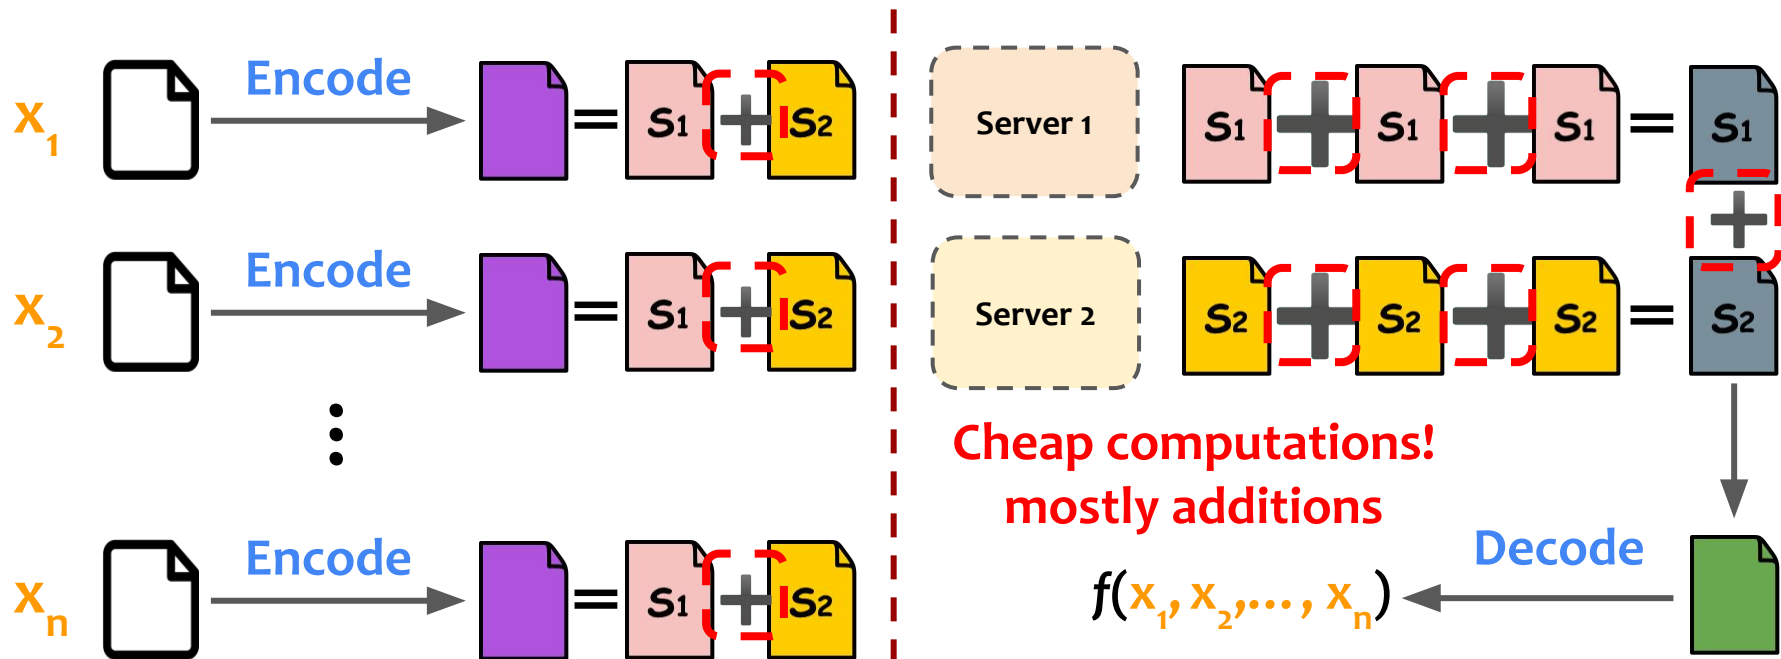 x1 Encode = S1 + S2
x2 Encode = S1 + S2
⋮
xn Encode = S1 + S2
Server 1 S1 + S1 + S1 = S1
+
Server 2 S2 + S2 + S2 = S2
Cheap computations!
mostly additions
Decode
f(x1, x2,..., xn)